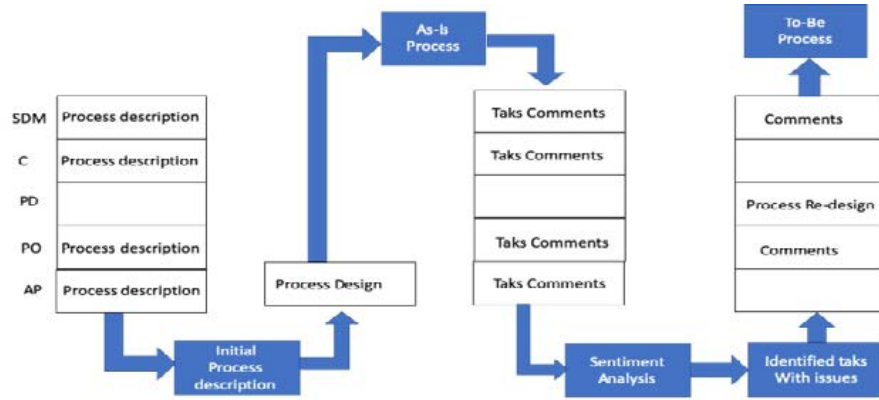 SDM
Process description
C
Process description
PD
PO
Process description
AP
Process description
Initial
Process
description
Process Design
As-Is
Process
Taks Comments
Taks Comments
Taks Comments
Taks Comments
Sentiment
Analysis
Identified taks
With issues
Comments
Process Re-design
Comments
To-Be
Process